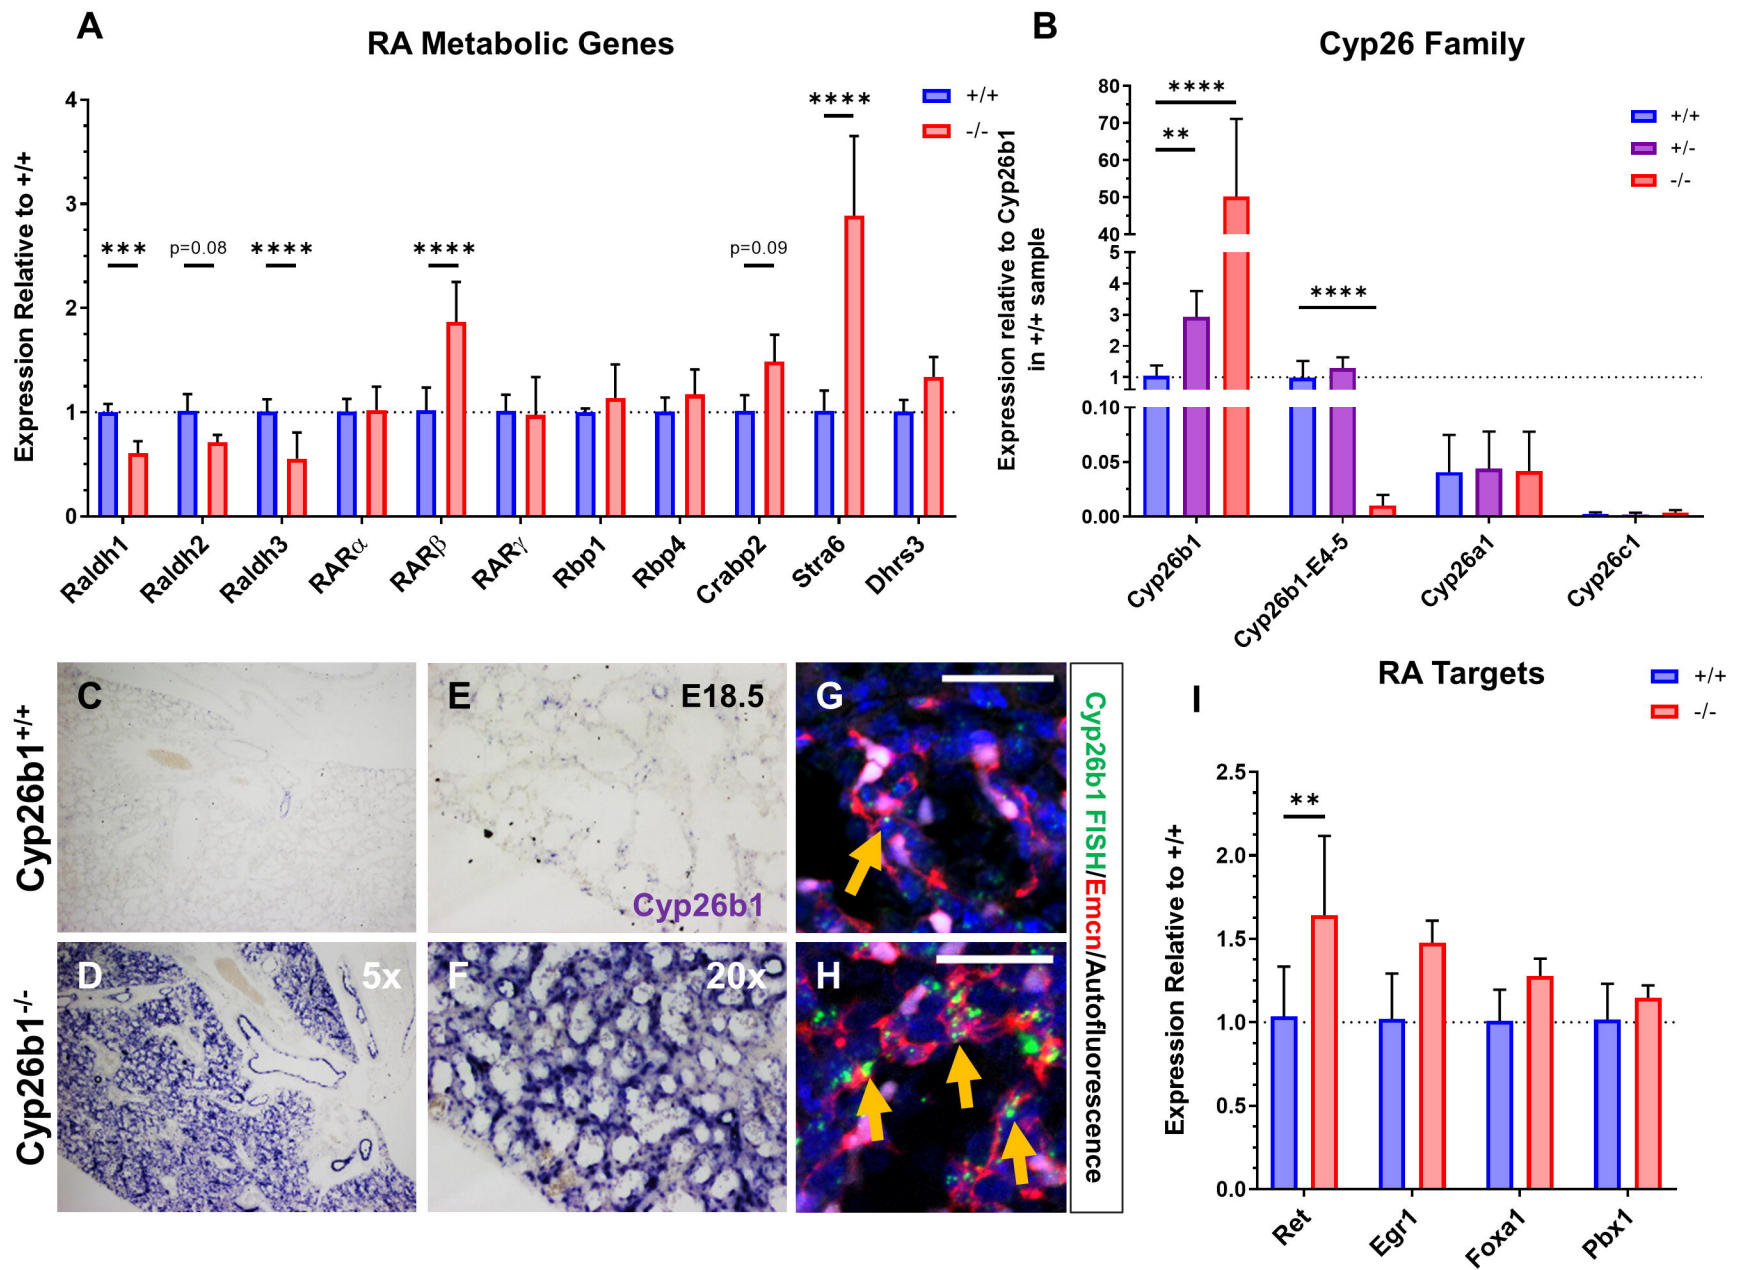 A
RA Metabolic Genes
Expression Relative to +/+
4
3
2
1
0
***
p=0.08
****
****
p=0.09
****
+/+
-/-
Raldh1
Raldh2
Raldh3
RARα
RARβ
RARγ
Rbp1
Rbp4
Crabp2
Stra6
Dhrs3
B
Cyp26 Family
Expression relative to Cyp26b1
in +/+ sample
80
70
60
50
40
5
4
3
2
1
0.10
0.05
0.00
****
**
****
+/+
+/-
-/-
Cyp26b1
Cyp26b1-E4-5
Cyp26a1
Cyp26c1
Cyp26b1+/+
C
E
E18.5
Cyp26b1
G
Cyp26b1-/-
D
5x
F
20x
H
Cyp26b1 FISH/Emcn/Autofluorescence
I
RA Targets
+/+
-/-
Expression Relative to +/+
2.5
2.0
1.5
1.0
0.5
0.0
**
Ret
Egr1
Foxa1
Pbx1